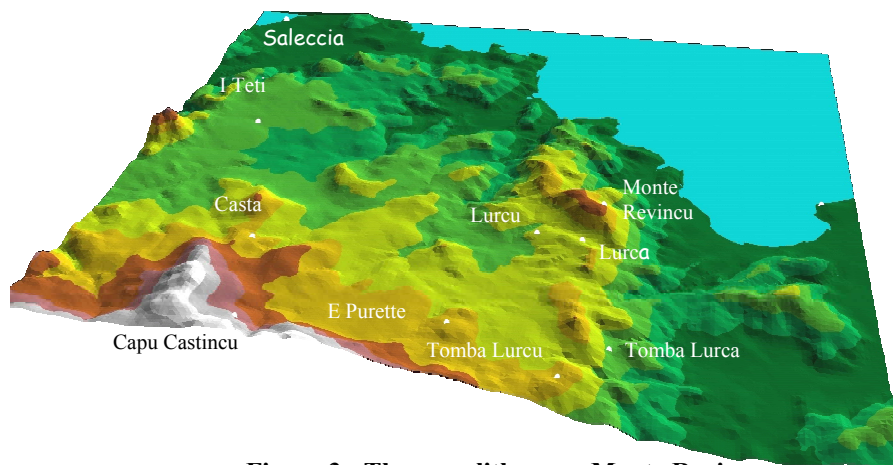 Saleccia
I Teti
Monte
Revincu
Casta
Lurcu
Lurca
E Purette
Capu Castincu
Tomba Lurcu
Tomba Lurca